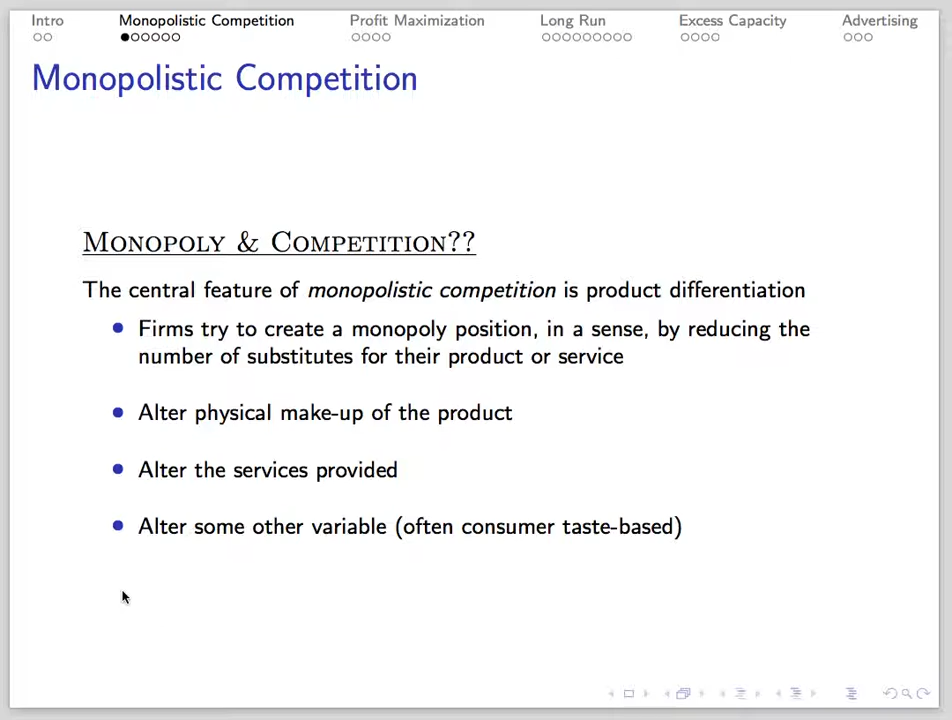 Intro Monopolistic Competition Profit Maximization Long Run Excess Capacity Advertising
Monopolistic Competition
Monopoly & Competition??
The central feature of monopolistic competition is product differentiation
Firms try to create a monopoly position, in a sense, by reducing the
number of substitutes for their product or service
Alter physical make-up of the product
Alter the services provided
Alter some other variable (often consumer taste-based)